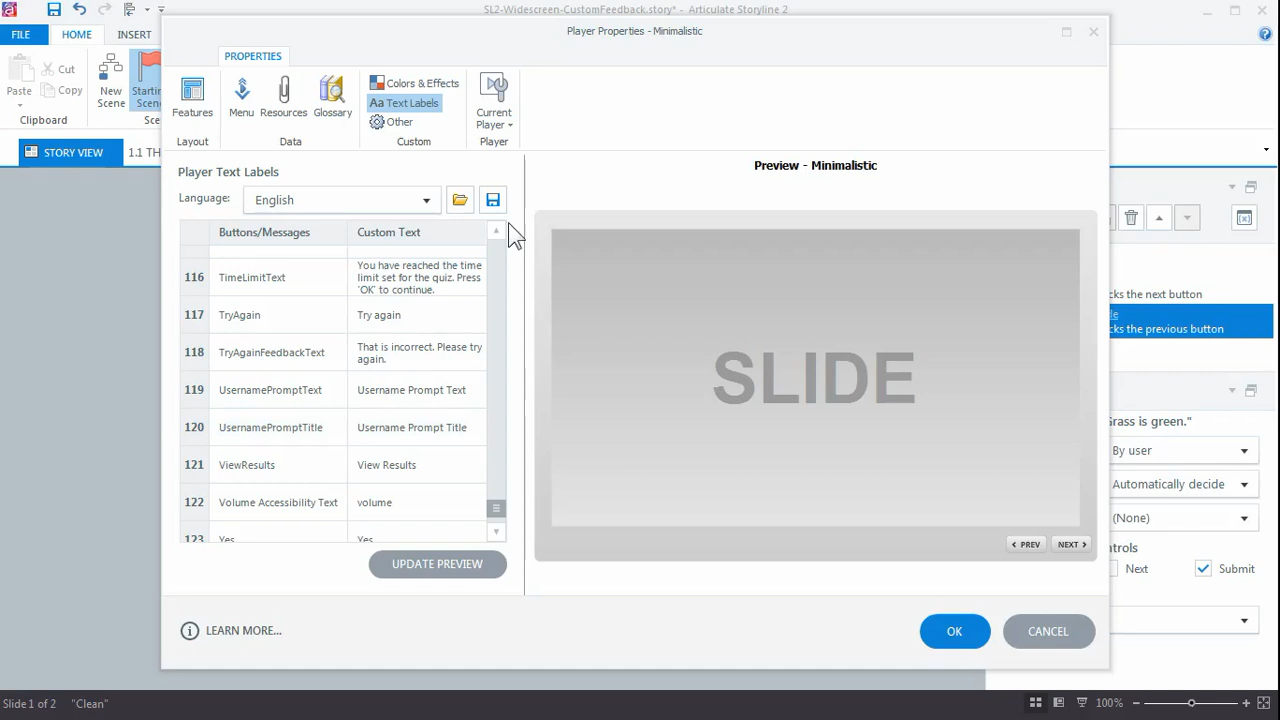 SL2-Widescreen-CustomFeedback.story* - Articulate Storyline 2
Player Properties - Minimalistic
FILE
HOME
INSERT
PROPERTIES
Cut
Copy
Paste
Clipboard
New
Scene
Starting
Scene
Features
Layout
Menu
Resources
Glossary
Data
Colors & Effects
Text Labels
Other
Custom
Current
Player
Player
STORY VIEW
Player Text Labels
Language:
English
Preview - Minimalistic
Buttons/Messages
Custom Text
116
TimeLimitText
You have reached the time
limit set for the quiz. Press
'OK' to continue.
117
TryAgain
Try again
118
TryAgainFeedbackText
That is incorrect. Please try
again.
119
UsernamePromptText
Username Prompt Text
120
UsernamePromptTitle
Username Prompt Title
121
ViewResults
View Results
122
Volume Accessibility Text
volume
123
Yes
Yes
UPDATE PREVIEW
SLIDE
PREV
NEXT
LEARN MORE...
OK
CANCEL
cks the next button
cks the previous button
Grass is green."
By user
Automatically decide
(None)
ntrols
Next
Submit
Slide 1 of 2
"Clean"
100%